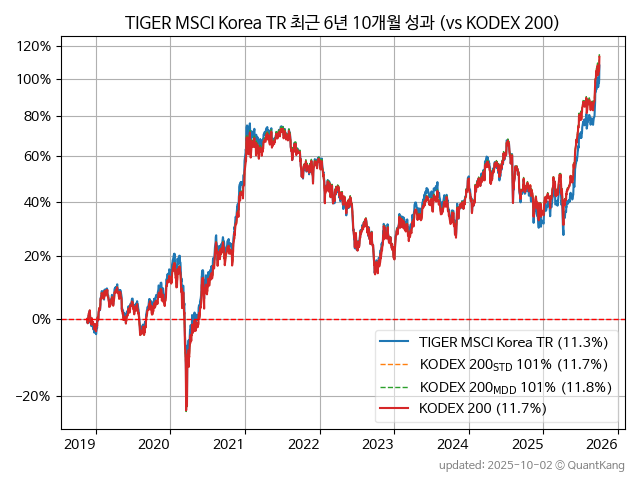 TIGER MSCI Korea TR 최근 6년 10개월 성과 (vs KODEX 200)
120%
100%
80%
60%
40%
20%
0%
−20%
TIGER MSCI Korea TR (11.3%)
KODEX 200STD 101% (11.7%)
KODEX 200MDD 101% (11.8%)
KODEX 200 (11.7%)
2019 2020 2021 2022 2023 2024 2025 2026
updated: 2025-10-02 © QuantKang